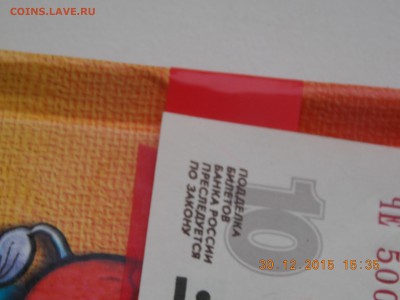 COINS.LAVE.RU
10
ПОДДЕЛКА
БИЛЕТОВ
БАНКА РОССИИ
ПРЕСЛЕДУЕТСЯ
ПО ЗАКОНУ
ЧЕ 500
30.12.2015 15:35